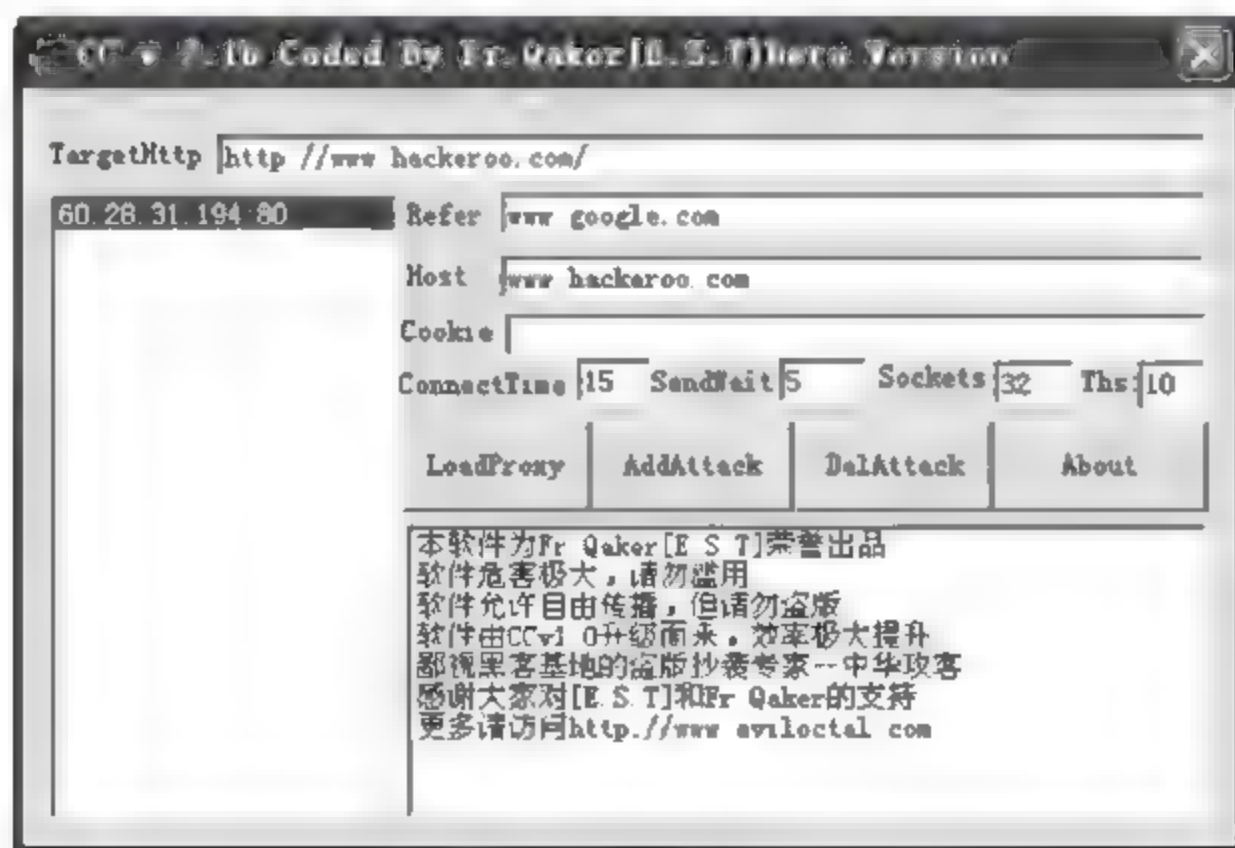 Coded By Fr.Qaker[E.S.T]Beta Version
TargetHttp http //www hackeroo.com/
60.28.31.194:80
Refer www google.com
Host www hackeroo com
Cookie
ConnectTime 15 SendWait 5 Sockets 32 Ths: 10
LoadProxy AddAttack DelAttack About
本软件为Fr Qaker[E S T]荣誉出品
软件危害极大，请勿滥用
软件允许自由传播，但请勿盗版
软件由CCv1 0升级而来，效率极大提升
鄙视黑客基地的盗版抄袭专家--中华攻客
感谢大家对[E S T]和Fr Qaker的支持
更多请访问http://www eviloctal com